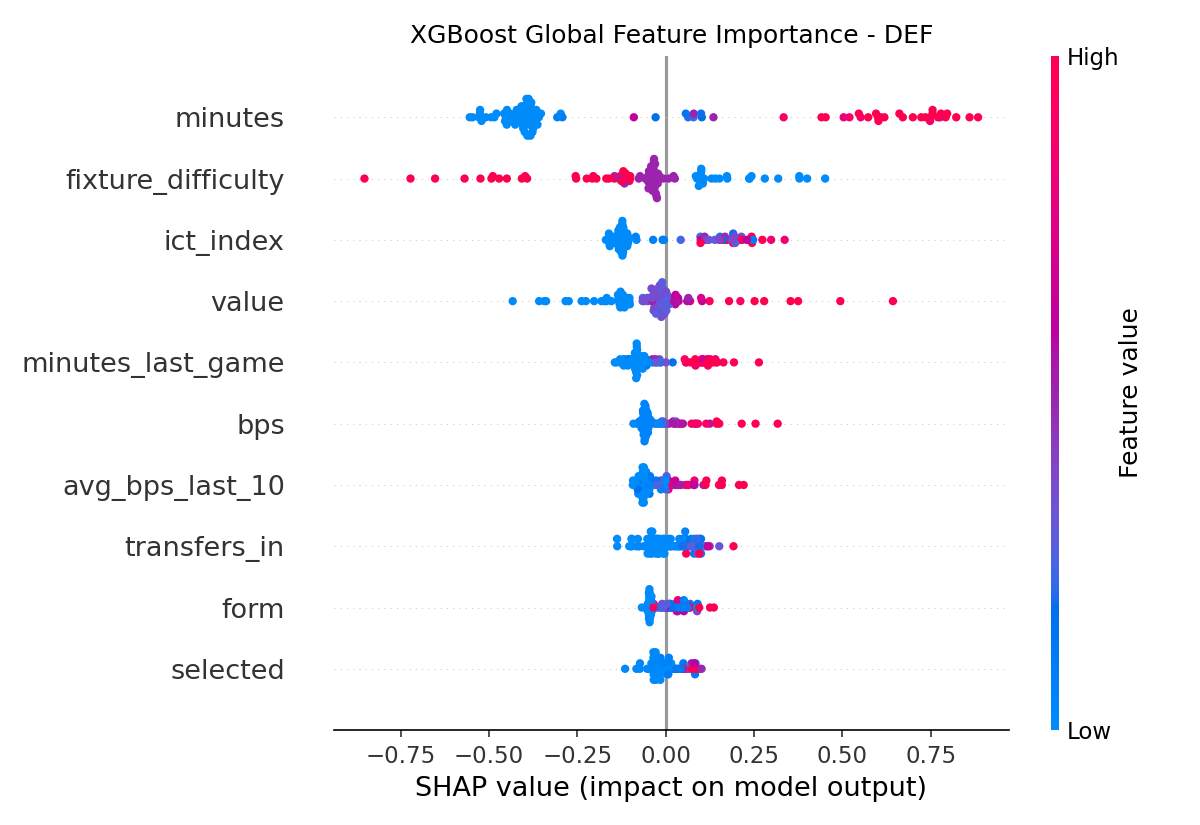 XGBoost Global Feature Importance - DEF
High
minutes
fixture_difficulty
ict_index
value
minutes_last_game
bps
avg_bps_last_10
transfers_in
form
selected
Feature value
Low
−0.75 −0.50 −0.25 0.00 0.25 0.50 0.75
SHAP value (impact on model output)